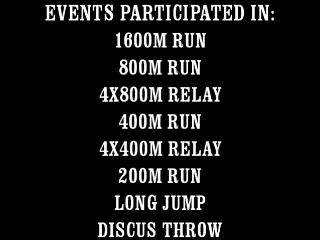 EVENTS PARTICIPATED IN:
1600M RUN
800M RUN
4X800M RELAY
400M RUN
4X400M RELAY
200M RUN
LONG JUMP
DISCUS THROW